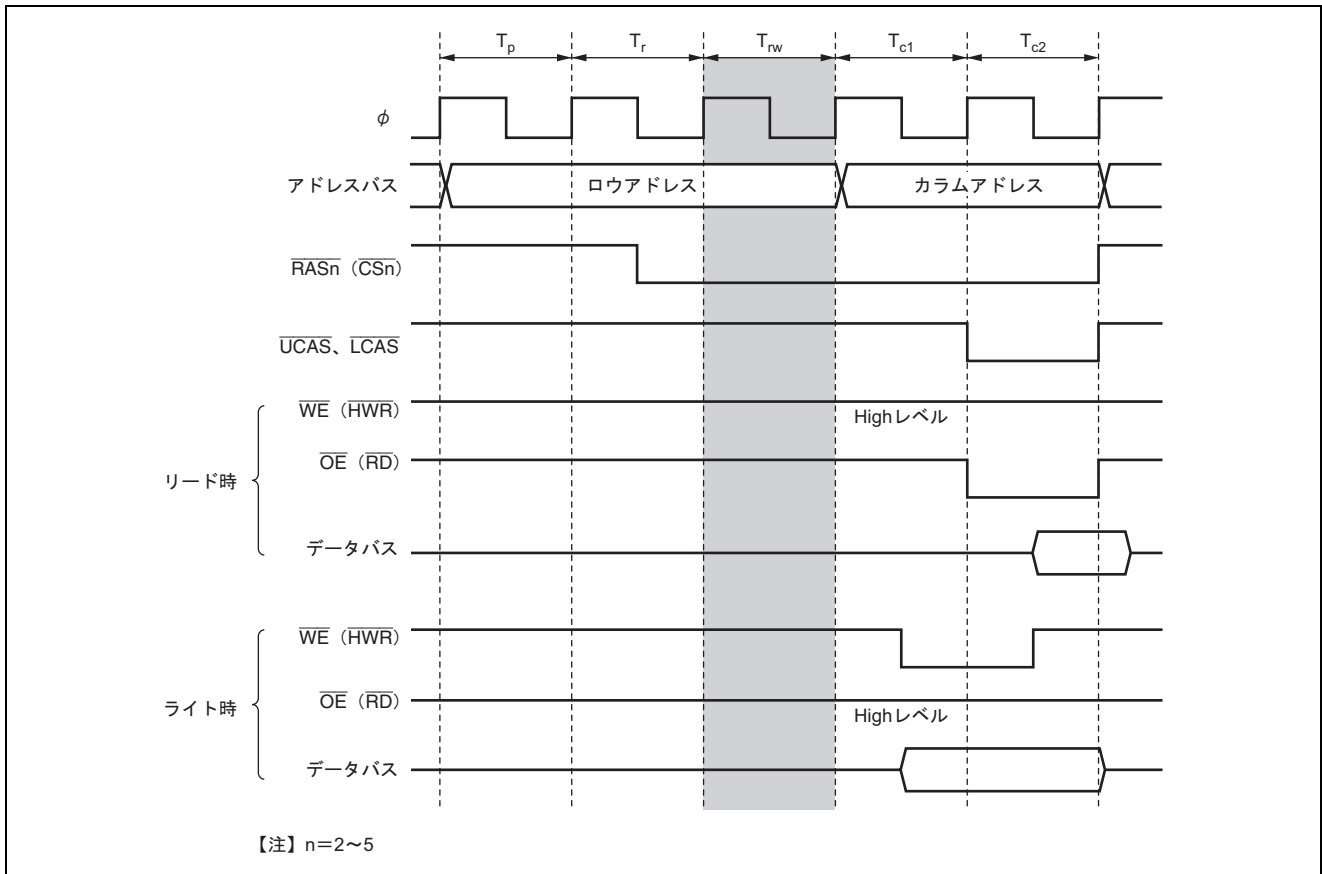 Tp Tr Trw Tc1 Tc2
φ
アドレスバス ロウアドレス カラムアドレス
RASn（CSn）
UCAS、LCAS
WE（HWR） Highレベル
リード時 OE（RD）
データバス
WE（HWR）
ライト時 OE（RD） Highレベル
データバス
【注】n＝2～5